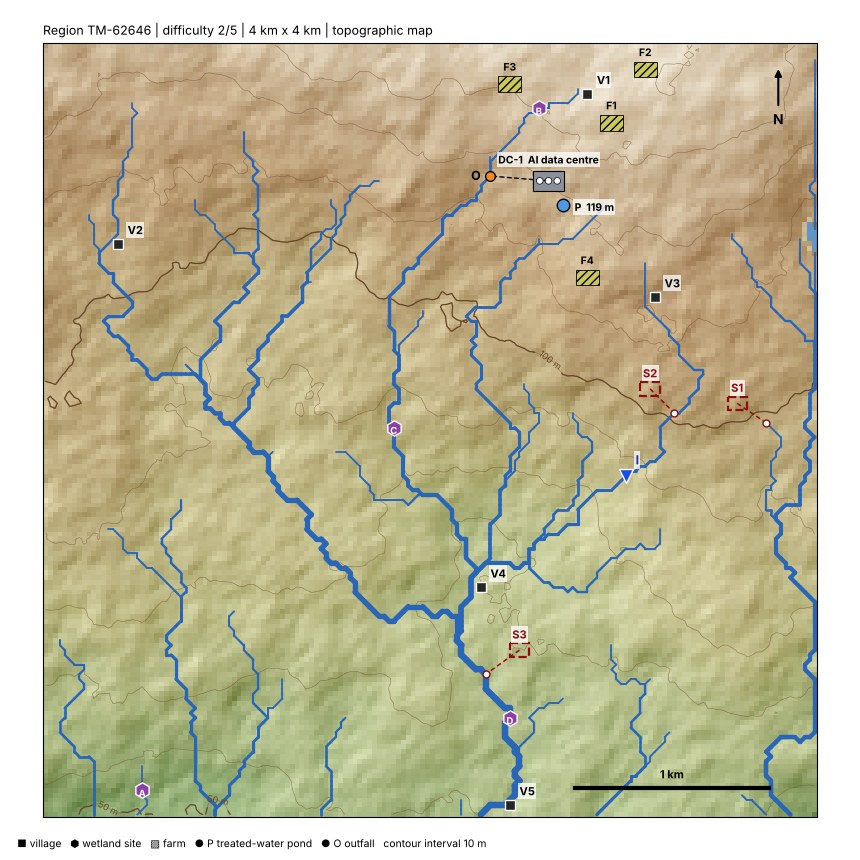 Region TM-62646 | difficulty 2/5 | 4 km x 4 km | topographic map
F2
F3
V1
B
F1
N
DC-1 AI data centre
O
P 119 m
V2
F4
V3
100 m
S2
S1
C
I
V4
S3
D
1 km
A
V5
50 m
50 m
village wetland site farm P treated-water pond O outfall contour interval 10 m